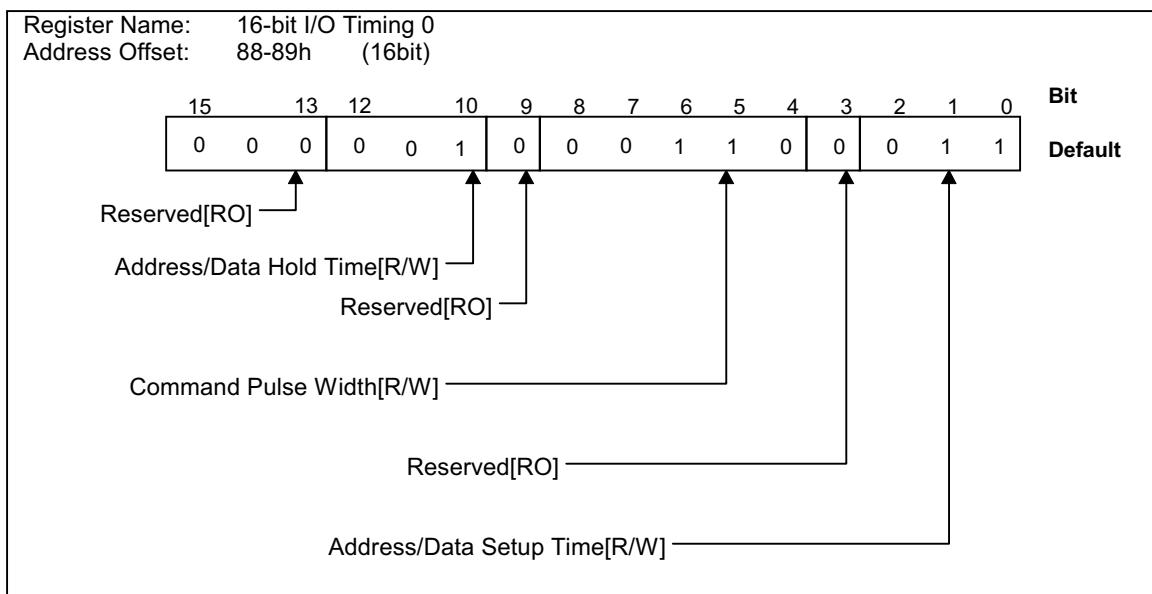 Register Name: 16-bit I/O Timing 0
Address Offset: 88-89h (16bit)
15 13 12 10 9 8 7 6 5 4 3 2 1 0 Bit
0 0 0 0 0 1 0 0 0 1 1 0 0 0 1 1 Default
Reserved[RO]
Address/Data Hold Time[R/W]
Reserved[RO]
Command Pulse Width[R/W]
Reserved[RO]
Address/Data Setup Time[R/W]